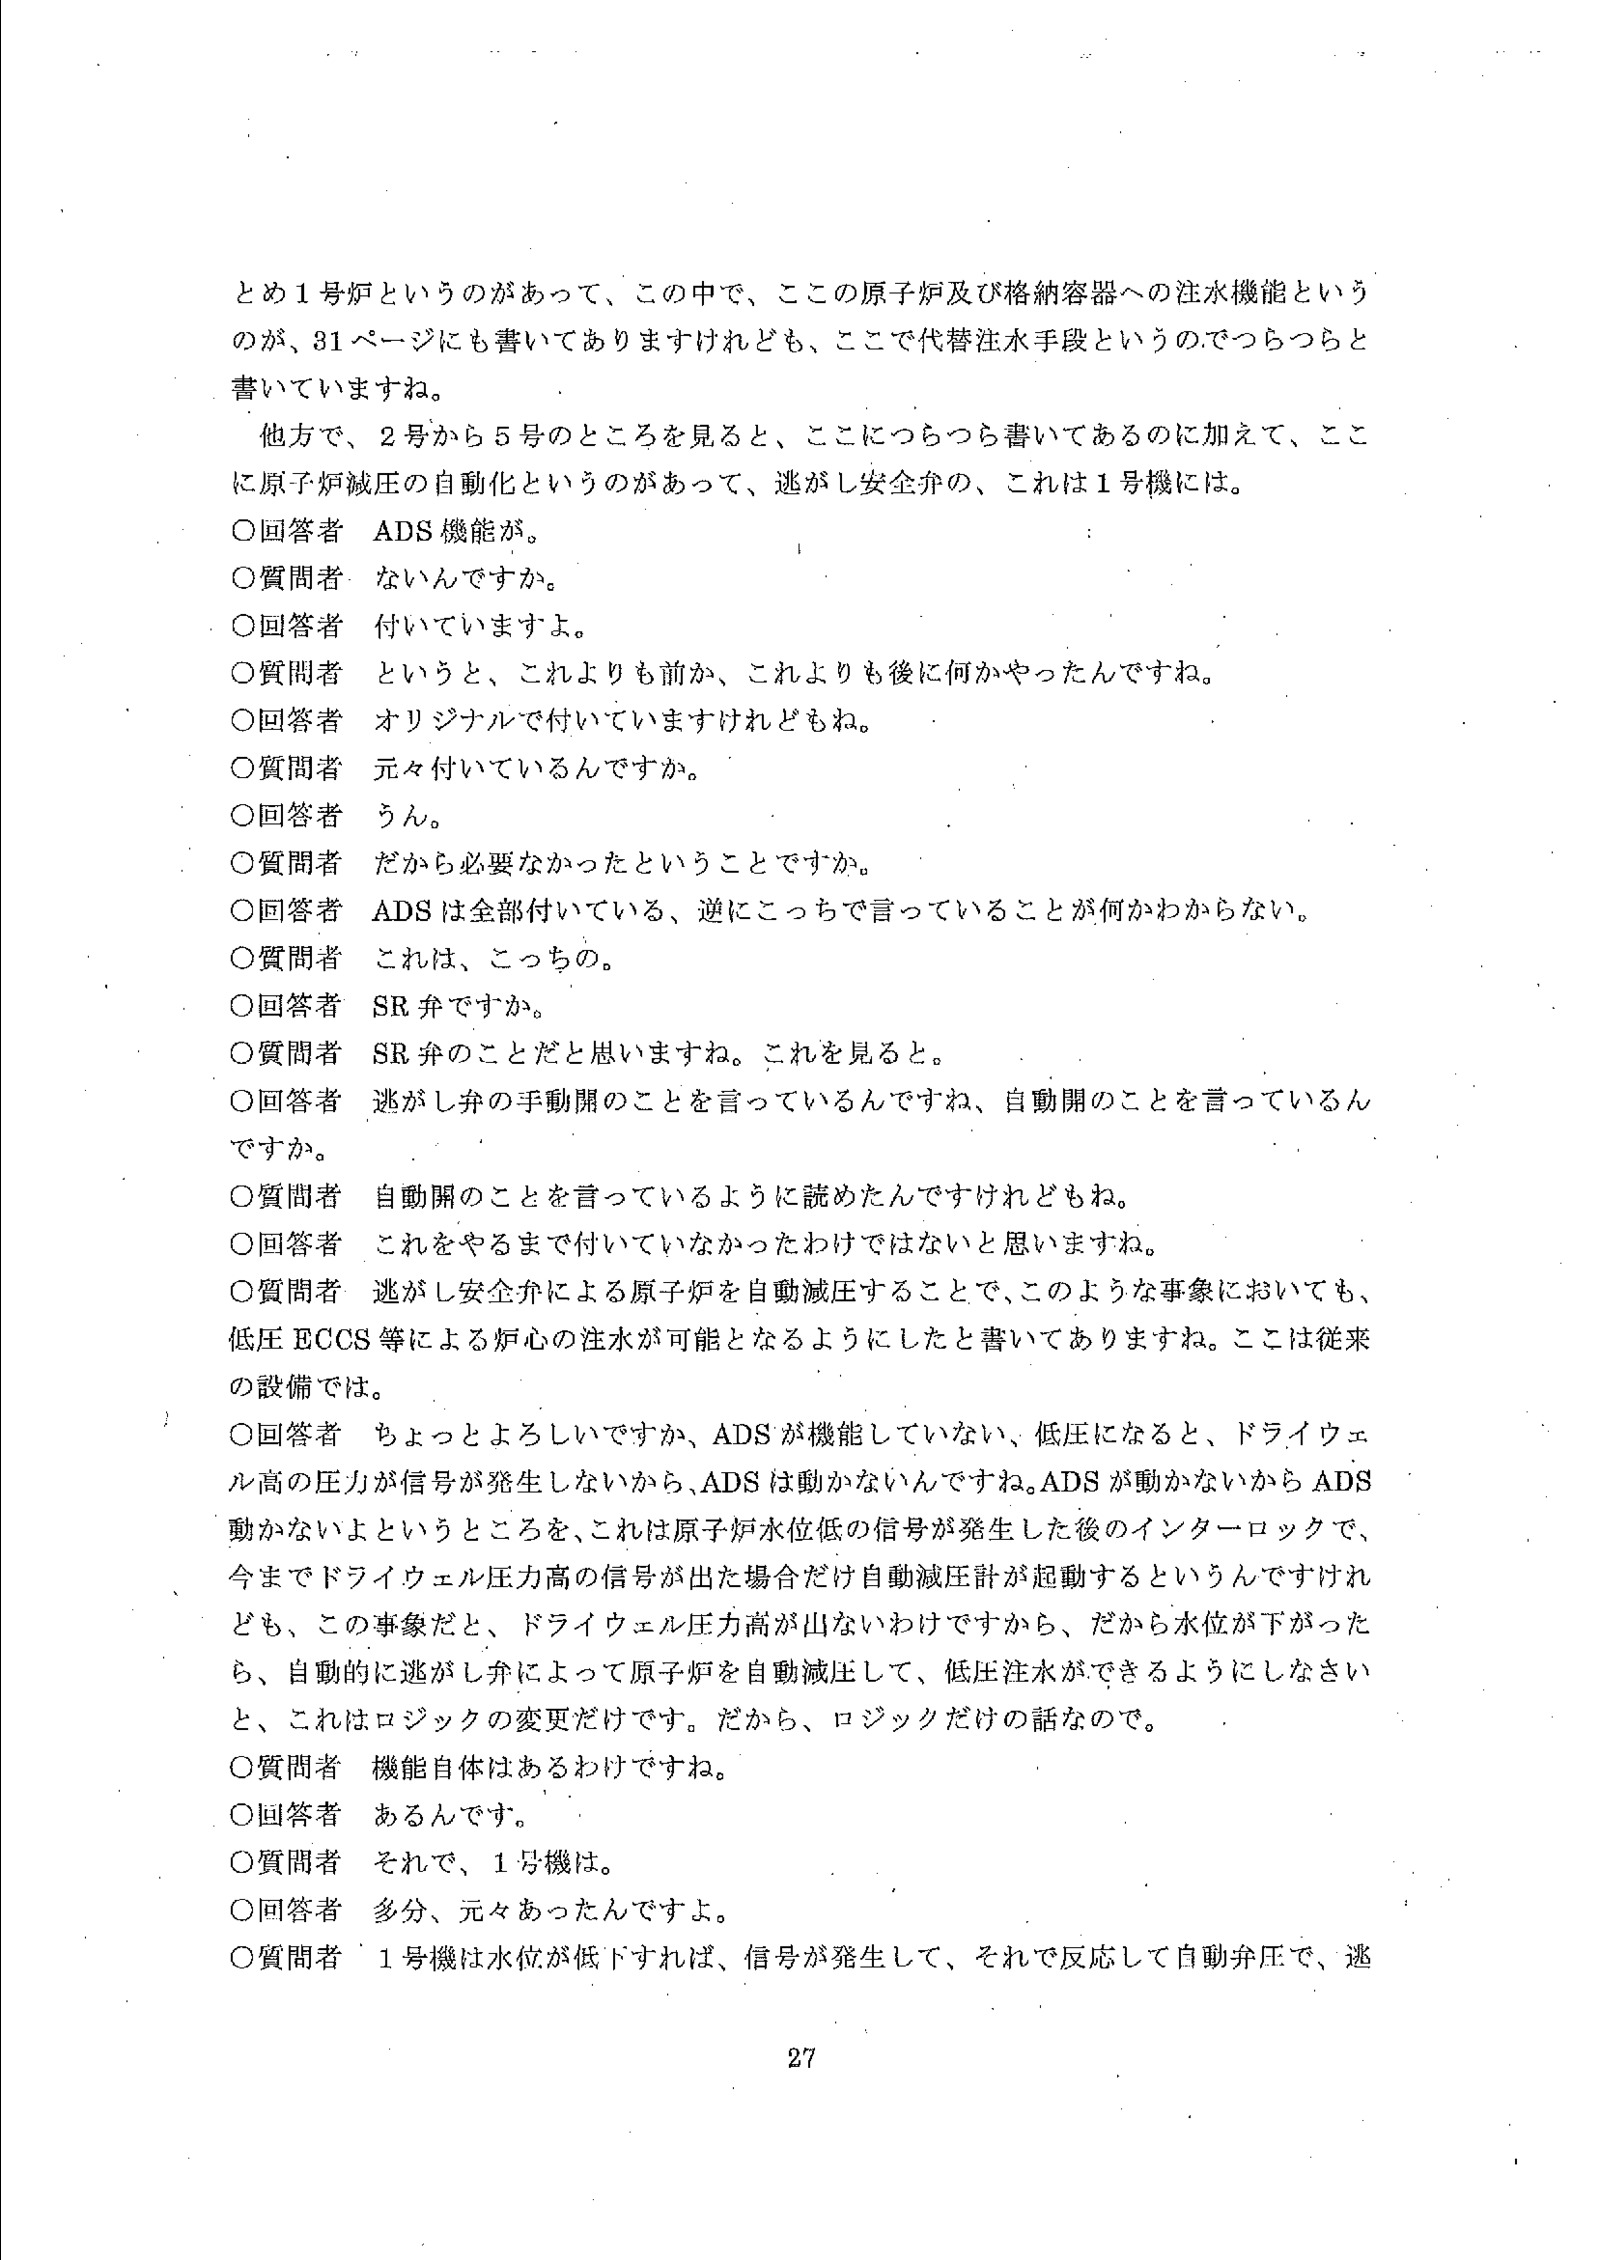 とめ１号炉というのがあって、この中で、ここの原子炉及び格納容器への注水機能という
のが、31 ページにも書いてありますけれども、ここで代替注水手段というのでつらつらと
書いていますね。
　他方で、２号から５号のところを見ると、ここにつらつら書いてあるのに加えて、ここ
に原子炉減圧の自動化というのがあって、逃がし安全弁の、これは１号機には。
○回答者　ADS 機能が。
○質問者　ないんですか。
○回答者　付いていますよ。
○質問者　というと、これよりも前か、これよりも後に何かやったんですね。
○回答者　オリジナルで付いていますけれどもね。
○質問者　元々付いているんですか。
○回答者　うん。
○質問者　だから必要なかったということですか。
○回答者　ADS は全部付いている、逆にこっちで言っていることが何かわからない。
○質問者　これは、こっちの。
○回答者　SR 弁ですか。
○質問者　SR 弁のことだと思いますね。これを見ると。
○回答者　逃がし弁の手動開のことを言っているんですね、自動開のことを言っているん
ですか。
○質問者　自動開のことを言っているように読めたんですけれどもね。
○回答者　これをやるまで付いていなかったわけではないと思いますね。
○質問者　逃がし安全弁による原子炉を自動減圧することで、このような事象においても、
低圧 ECCS 等による炉心の注水が可能となるようにしたと書いてありますね。ここは従来
の設備では。
○回答者　ちょっとよろしいですか、ADS が機能していない、低圧になると、ドライウェ
ル高の圧力が信号が発生しないから、ADS は動かないんですね。ADS が動かないから ADS
動かないよというところを、これは原子炉水位低の信号が発生した後のインターロックで、
今までドライウェル圧力高の信号が出た場合だけ自動減圧計が起動するというんですけれ
ども、この事象だと、ドライウェル圧力高が出ないわけですから、だから水位が下がった
ら、自動的に逃がし弁によって原子炉を自動減圧して、低圧注水ができるようにしなさい
と、これはロジックの変更だけです。だから、ロジックだけの話なので。
○質問者　機能自体はあるわけですね。
○回答者　あるんです。
○質問者　それで、１号機は。
○回答者　多分、元々あったんですよ。
○質問者　１号機は水位が低下すれば、信号が発生して、それで反応して自動弁圧で、逃
27